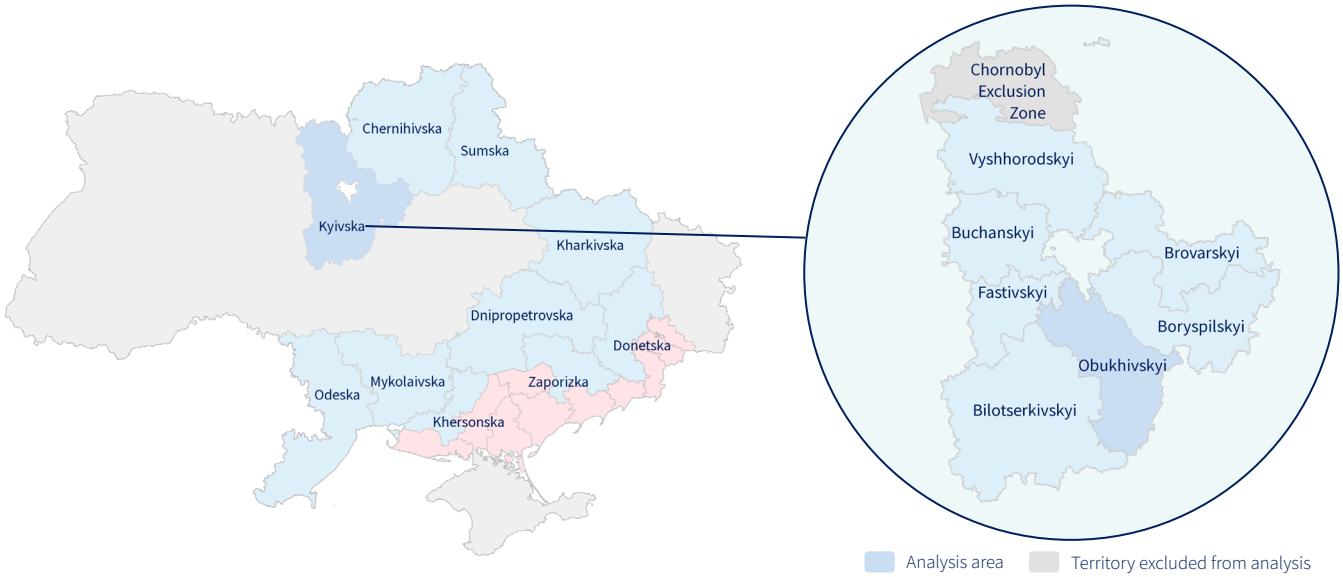 Chernihivska
Sumska
Kyivska
Kharkivska
Dnipropetrovska
Donetska
Zaporizka
Mykolaivska
Odeska
Khersonska
Chornobyl
Exclusion
Zone
Vyshhorodskyi
Buchanskyi
Brovarskyi
Fastivskyi
Boryspilskyi
Obukhivskyi
Bilotserkivskyi
Analysis area
Territory excluded from analysis